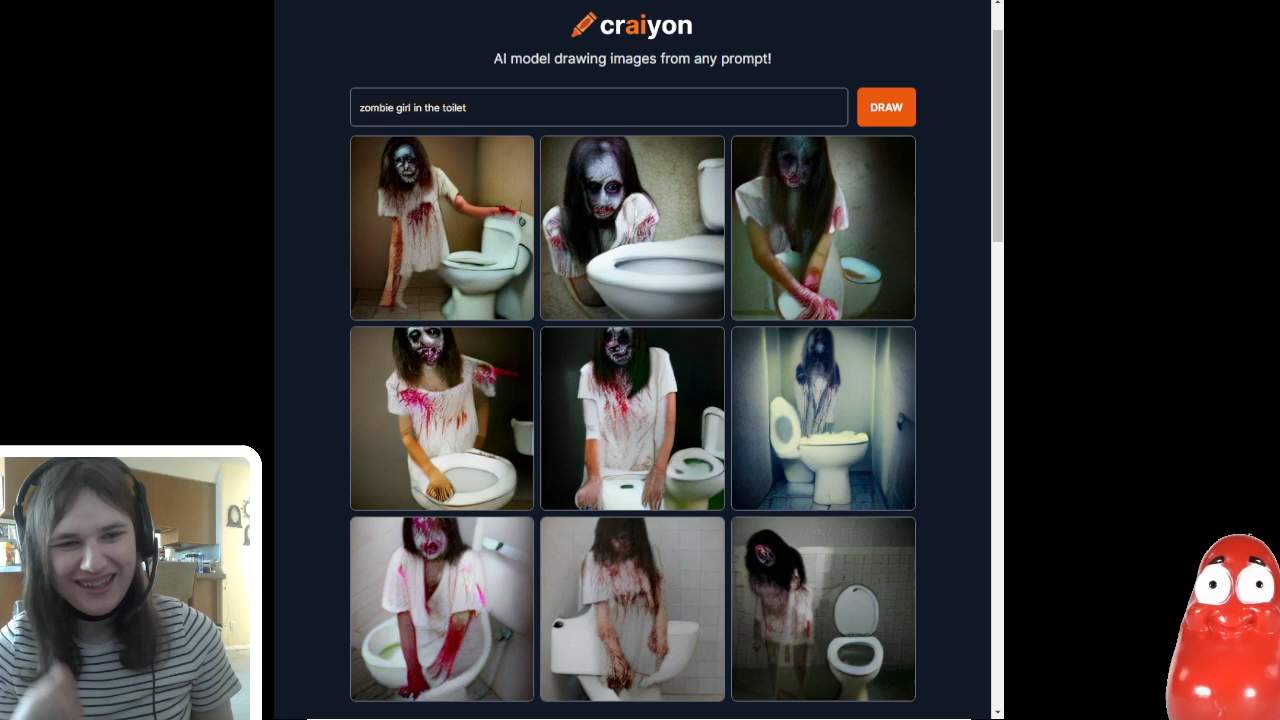 craiyon
AI model drawing images from any prompt!
zombie girl in the toilet
DRAW